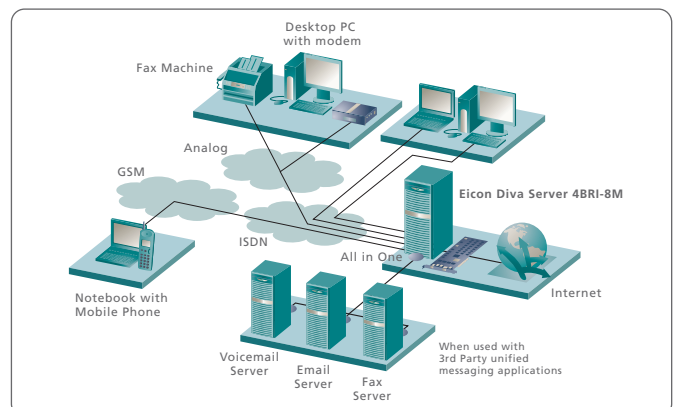 Desktop PC
with modem
Fax Machine
Analog
GSM
Eicon Diva Server 4BRI-8M
ISDN
All in One
Internet
Notebook with
Mobile Phone
Voicemail
Server
Email
Server
Fax
Server
When used with
3rd Party unified
messaging applications